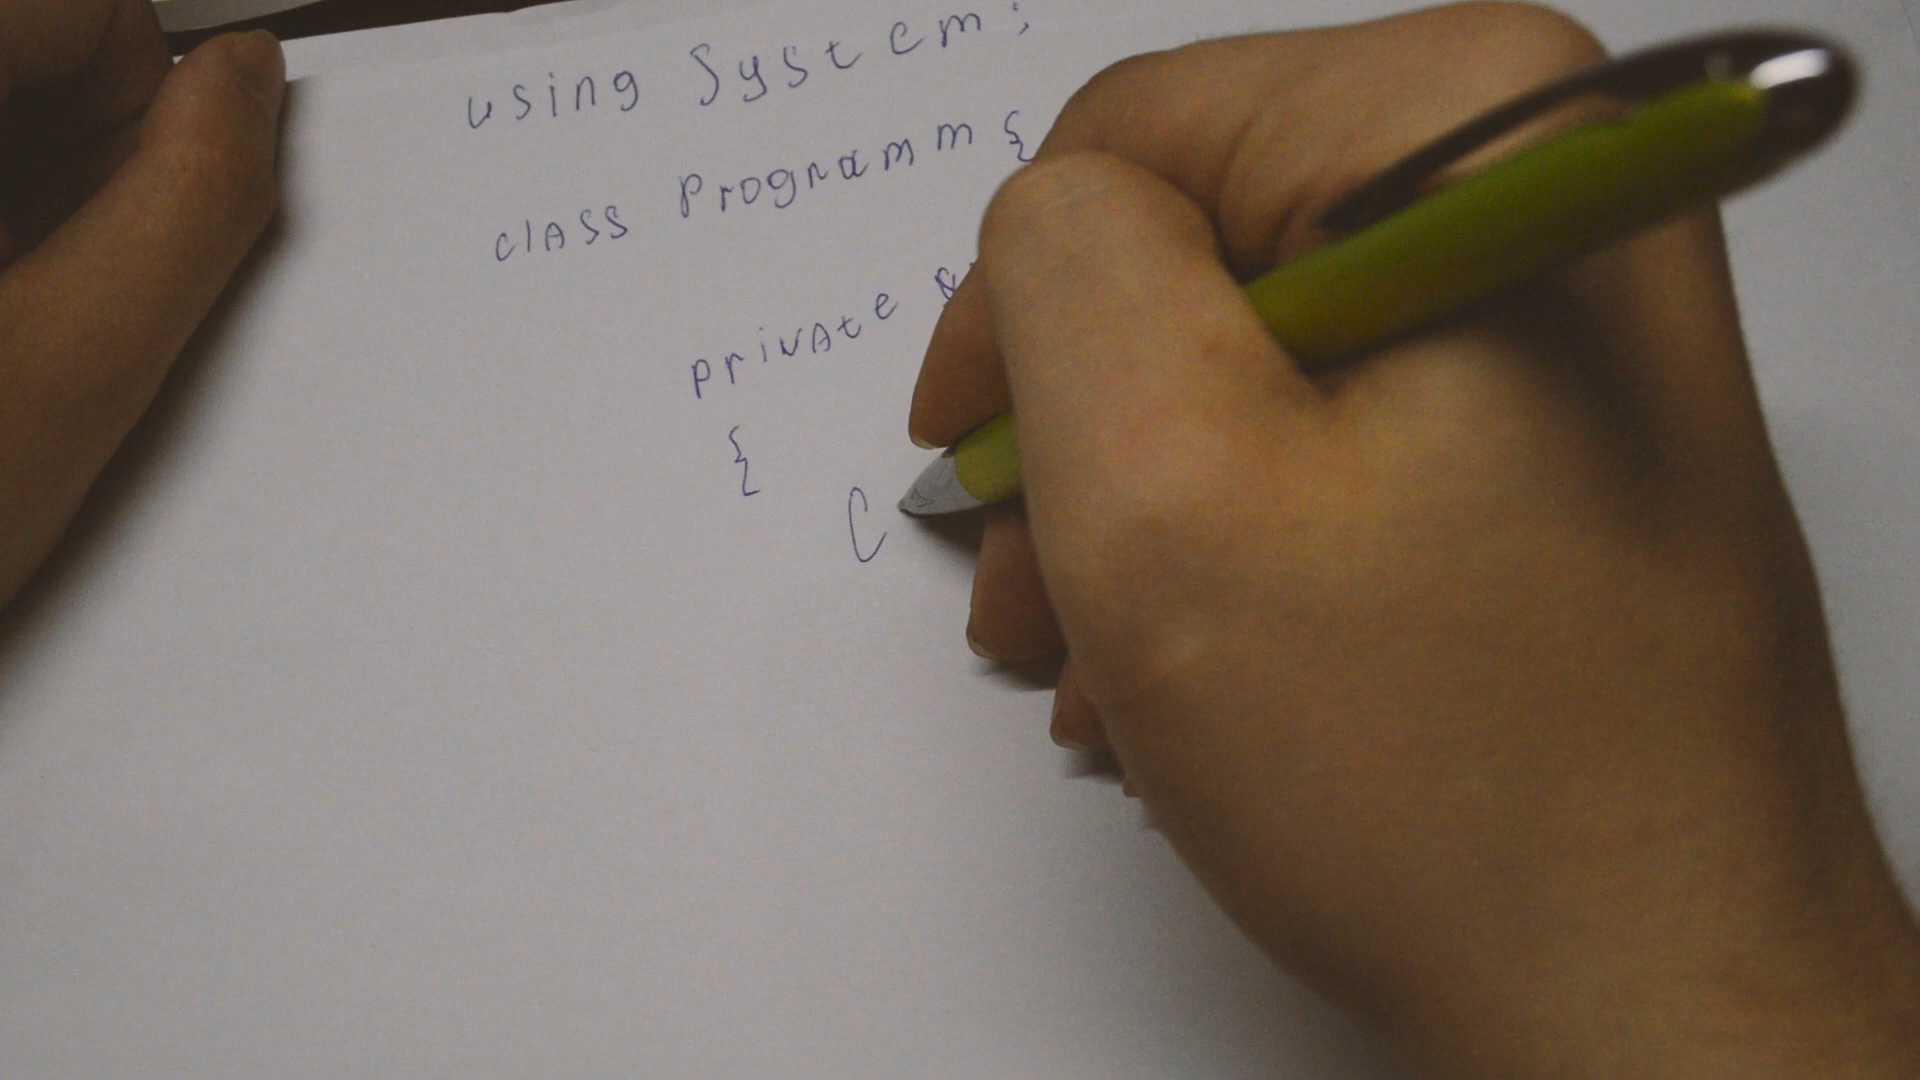 using System;
class Programm {
private
{
C